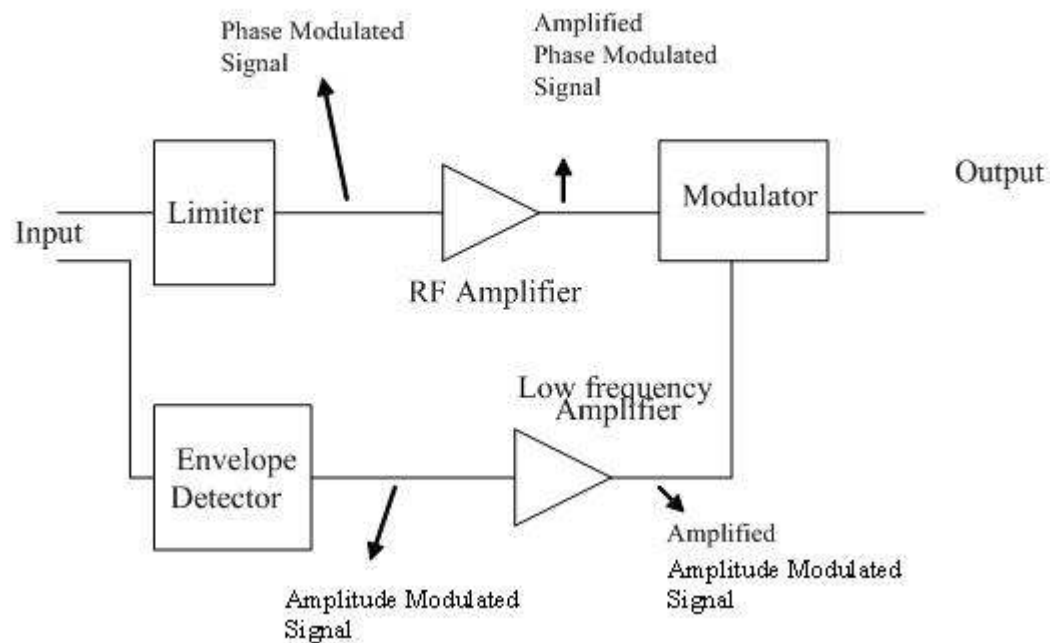 Phase Modulated
Signal
Amplified
Phase Modulated
Signal
Input
Limiter
RF Amplifier
Modulator
Output
Low frequency
Amplifier
Envelope
Detector
Amplitude Modulated
Signal
Amplified
Amplitude Modulated
Signal